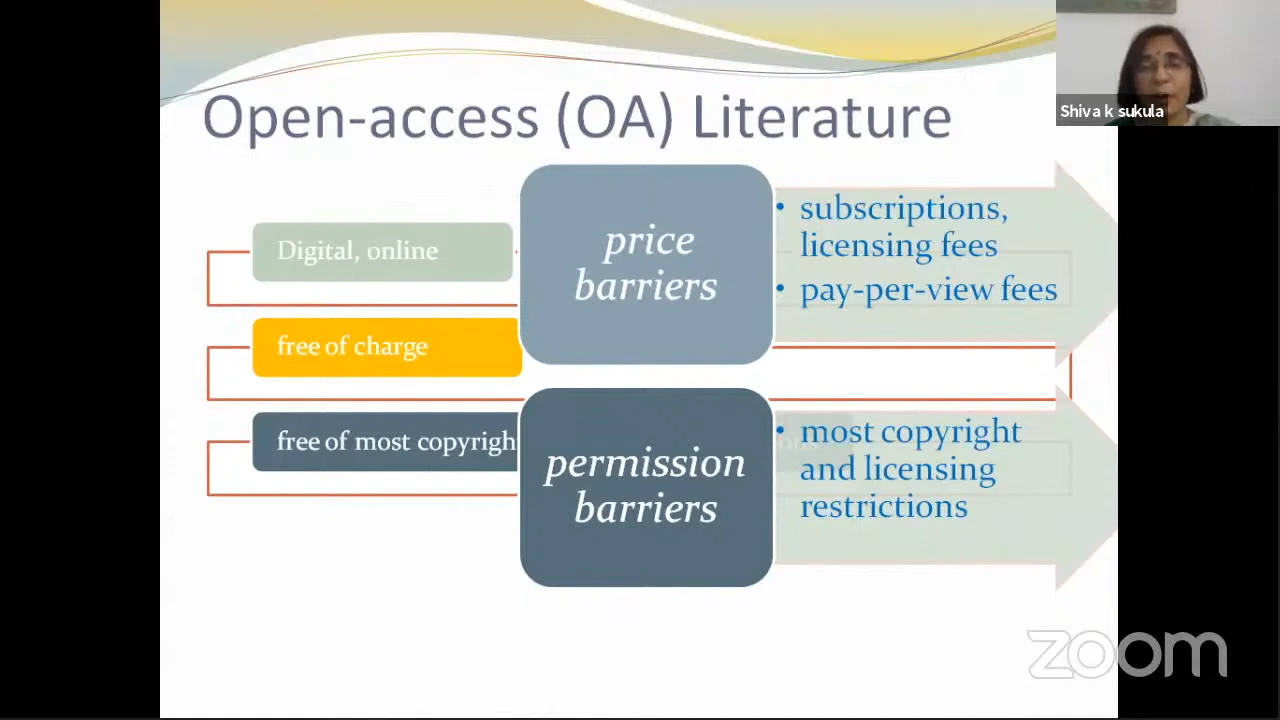 Open-access (OA) Literature
Shiva k sukula
Digital, online
free of charge
free of most copyrigh
price
barriers
• subscriptions,
licensing fees
• pay-per-view fees
permission
barriers
• most copyright
and licensing
restrictions
zoom